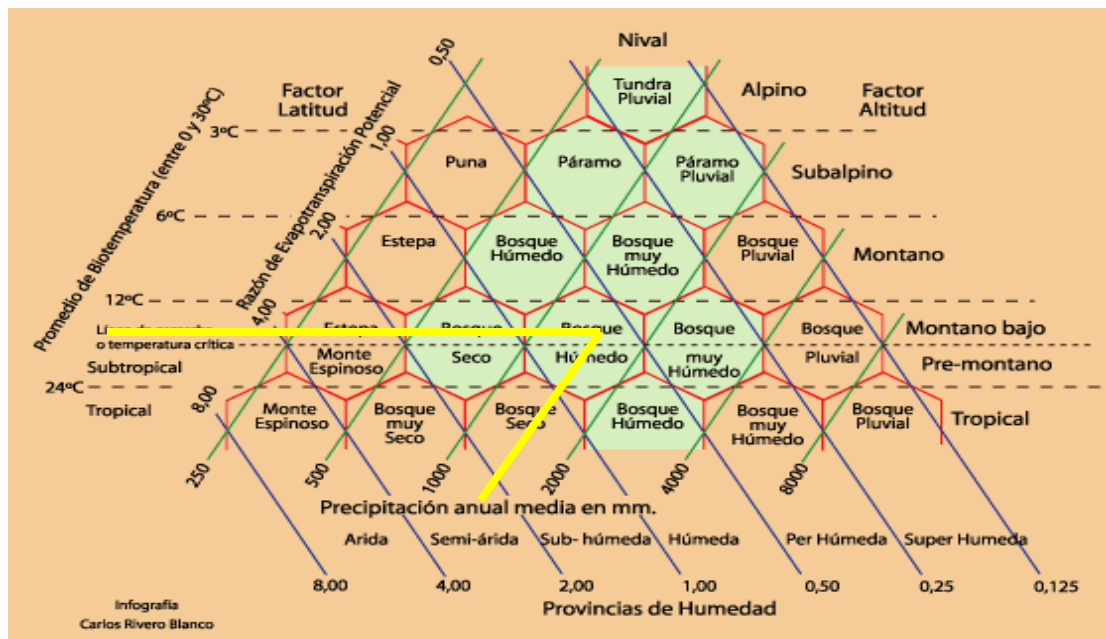 Nival
0,50
Factor
Latitud
Tundra
Pluvial
Alpino
Factor
Altitud
Promedio de Biotemperatura (entre 0 y 30ºC)
Razón de Evapotranspiración Potencial
3ºC
1,00
Puna
Páramo
Páramo
Pluvial
Subalpino
6ºC
2,00
Estepa
Bosque
Húmedo
Bosque
muy
Húmedo
Bosque
Pluvial
Montano
12ºC
4,00
o temperatura crítica
Estepa
Bosque
Bosque
Bosque
Bosque
Montano bajo
Subtropical
Monte
Espinoso
Seco
Húmedo
muy
Húmedo
Pluvial
Pre-montano
24ºC
Tropical
8,00
Monte
Espinoso
Bosque
muy
Seco
Bosque
Seco
Bosque
Húmedo
Bosque
muy
Húmedo
Bosque
Pluvial
Tropical
250
500
1000
2000
4000
8000
Precipitación anual media en mm.
Arida
Semi-árida
Sub- húmeda
Húmeda
Per Húmeda
Super Humeda
8,00
4,00
2,00
1,00
0,50
0,25
0,125
Provincias de Humedad
Infografía
Carlos Rivero Blanco